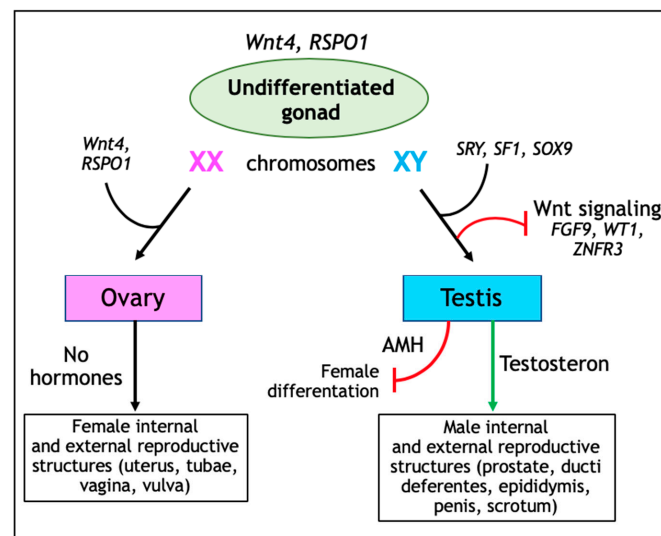 Wnt4, RSPO1
Undifferentiated
gonad
Wnt4,
RSPO1
XX chromosomes XY
SRY, SF1, SOX9
Wnt signaling
FGF9, WT1,
ZNFR3
Ovary
Testis
No
hormones
AMH
Female
differentation
Testosteron
Female internal
and external reproductive
structures (uterus, tubae,
vagina, vulva)
Male internal
and external reproductive
structures (prostate, ducti
deferentes, epididymis,
penis, scrotum)